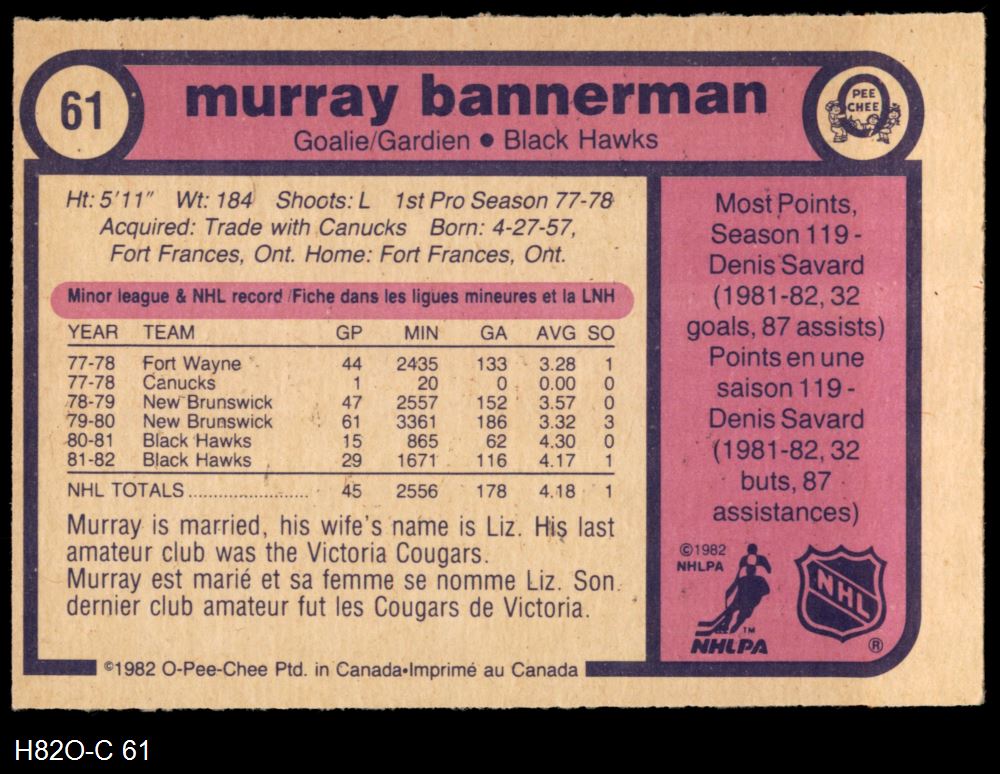 61
murray bannerman
Goalie/Gardien • Black Hawks
PEE
CHEE
Ht: 5'11" Wt: 184 Shoots: L 1st Pro Season 77-78
Acquired: Trade with Canucks Born: 4-27-57,
Fort Frances, Ont. Home: Fort Frances, Ont.
Minor league & NHL record /Fiche dans les ligues mineures et la LNH
YEAR TEAM GP MIN GA AVG SO
77-78 Fort Wayne 44 2435 133 3.28 1
77-78 Canucks 1 20 0 0.00 0
78-79 New Brunswick 47 2557 152 3.57 0
79-80 New Brunswick 61 3361 186 3.32 3
80-81 Black Hawks 15 865 62 4.30 0
81-82 Black Hawks 29 1671 116 4.17 1
NHL TOTALS........................ 45 2556 178 4.18 1
Murray is married, his wife's name is Liz. His last
amateur club was the Victoria Cougars.
Murray est marié et sa femme se nomme Liz. Son
dernier club amateur fut les Cougars de Victoria.
©1982 O-Pee-Chee Ptd. in Canada•Imprimé au Canada
Most Points,
Season 119 -
Denis Savard
(1981-82, 32
goals, 87 assists)
Points en une
saison 119 -
Denis Savard
(1981-82, 32
buts, 87
assistances)
©1982
NHLPA
TM
NHLPA
NHL
®
H82O-C 61